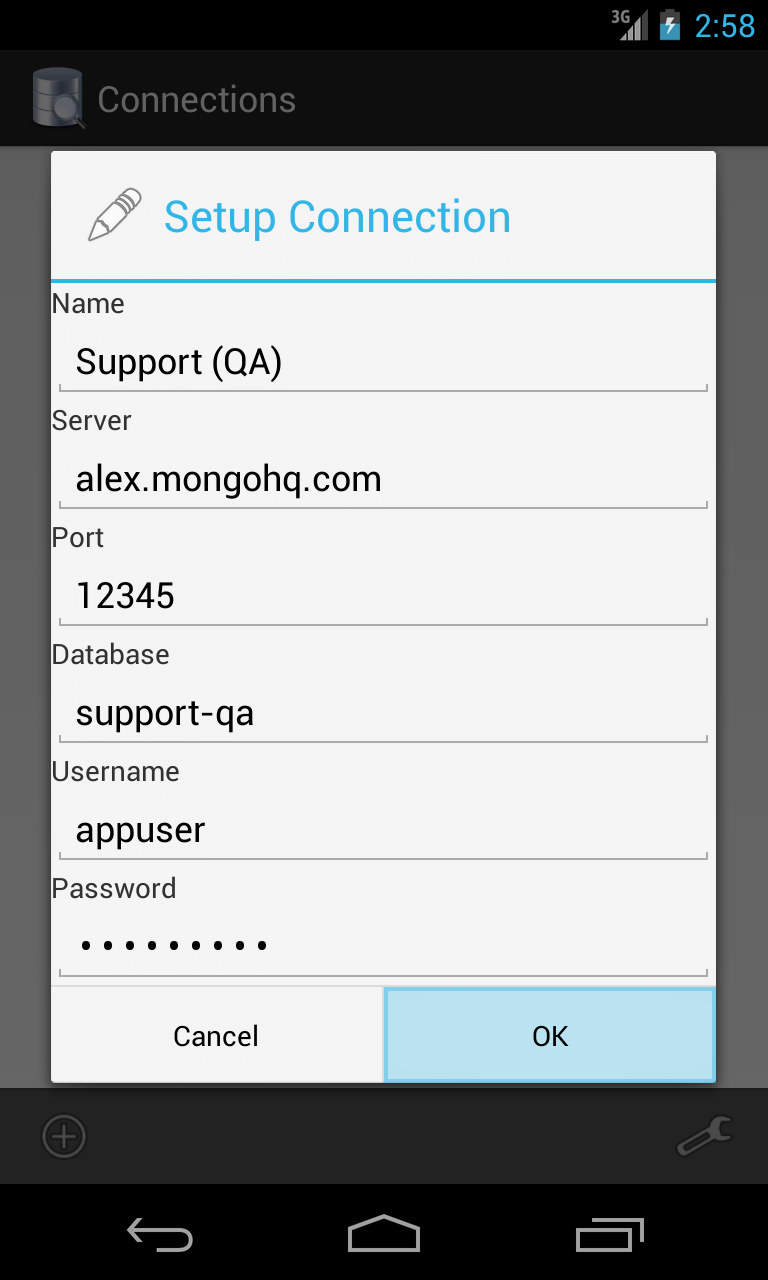 3G 2:58
Connections
Setup Connection
Name
Support (QA)
Server
alex.mongohq.com
Port
12345
Database
support-qa
Username
appuser
Password
•••••••••
Cancel OK